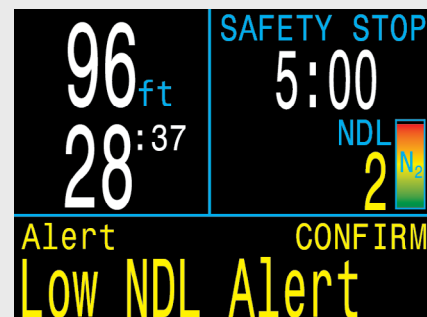 96ft
28:37
SAFETY STOP
5:00
NDL
2 N2
Alert CONFIRM
Low NDL Alert